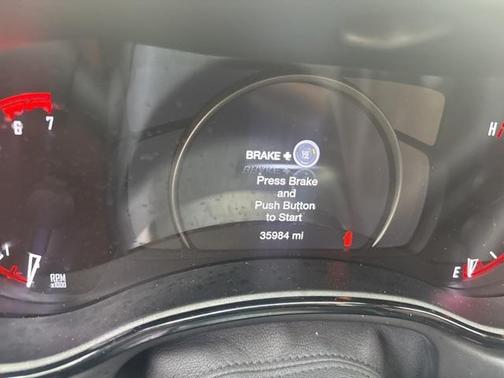 6 7
H
BRAKE +
Press Brake
and
Push Button
to Start
35984 mi
RPM
x1000
E